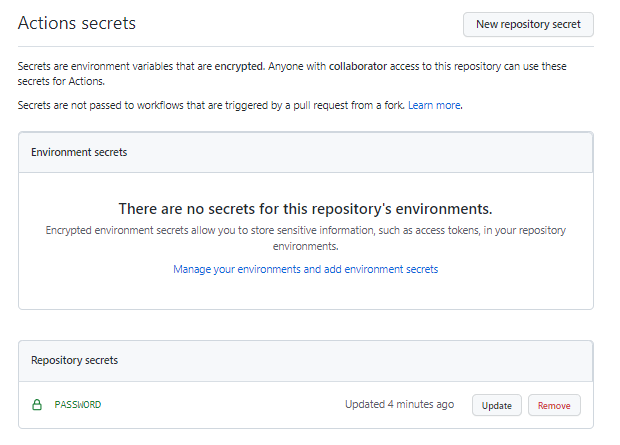 Actions secrets
New repository secret
Secrets are environment variables that are encrypted. Anyone with collaborator access to this repository can use these
secrets for Actions.
Secrets are not passed to workflows that are triggered by a pull request from a fork. Learn more.
Environment secrets
There are no secrets for this repository's environments.
Encrypted environment secrets allow you to store sensitive information, such as access tokens, in your repository
environments.
Manage your environments and add environment secrets
Repository secrets
PASSWORD
Updated 4 minutes ago
Update
Remove